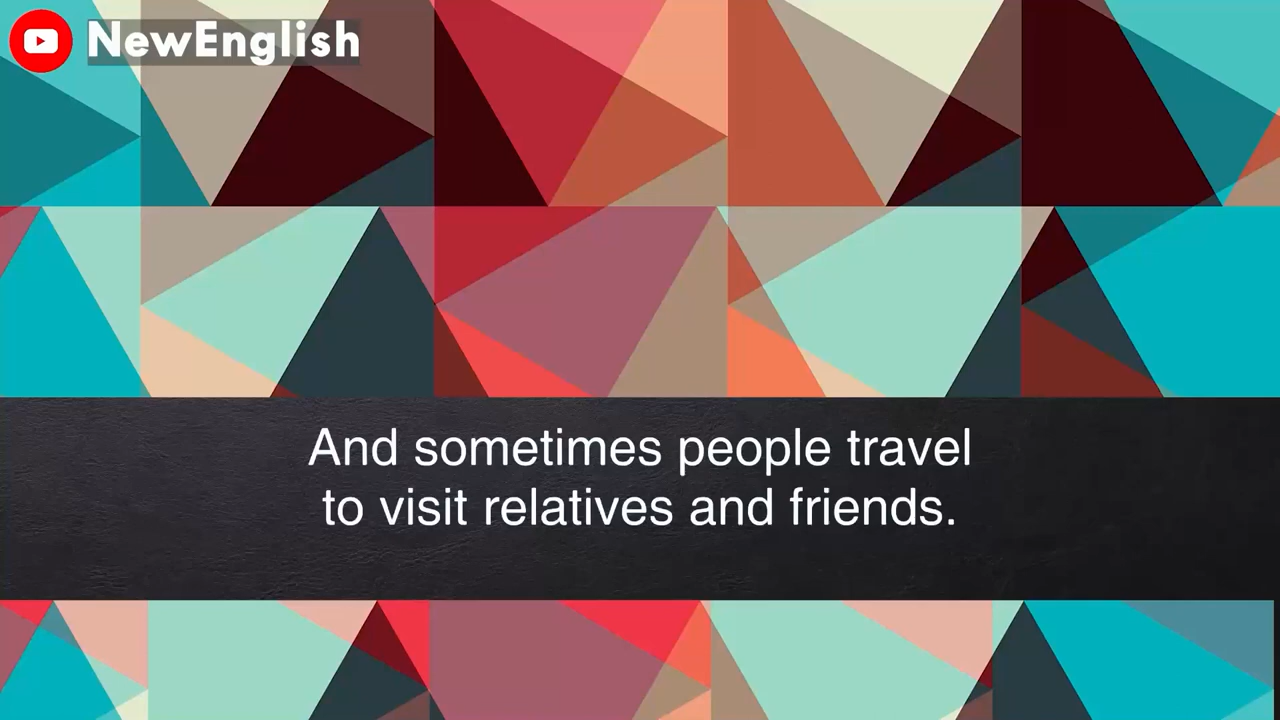 NewEnglish
And sometimes people travel
to visit relatives and friends.